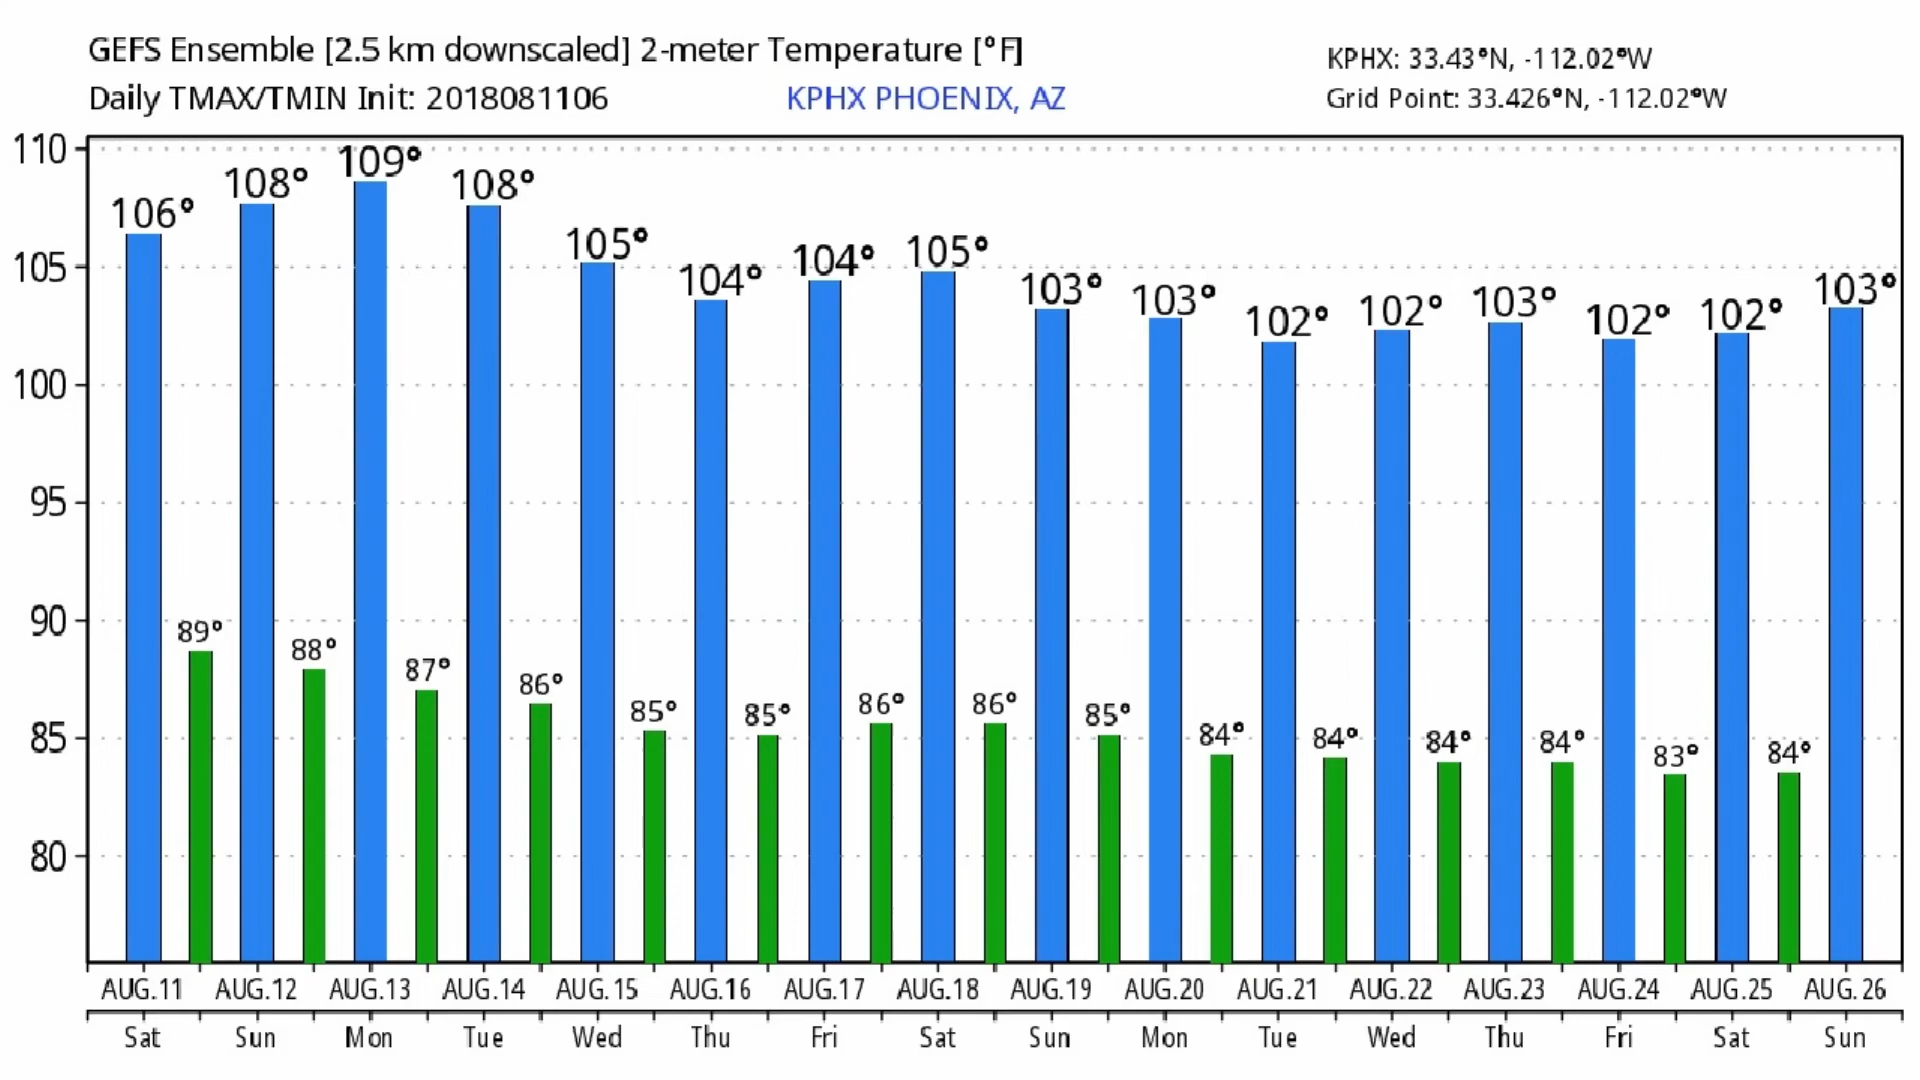 GEFS Ensemble [2.5 km downscaled] 2-meter Temperature [°F]
KPHX: 33.43°N, -112.02°W
Daily TMAX/TMIN Init: 2018081106
KPHX PHOENIX, AZ
Grid Point: 33.426°N, -112.02°W
110
105
100
95
90
85
80
106° 108° 109° 108° 105° 104° 104° 105° 103° 103° 102° 102° 103° 102° 102° 103°
89° 88° 87° 86° 85° 85° 86° 86° 85° 84° 84° 84° 84° 83° 84°
AUG.11 AUG.12 AUG.13 AUG.14 AUG.15 AUG.16 AUG.17 AUG.18 AUG.19 AUG.20 AUG.21 AUG.22 AUG.23 AUG.24 AUG.25 AUG.26
Sat Sun Mon Tue Wed Thu Fri Sat Sun Mon Tue Wed Thu Fri Sat Sun